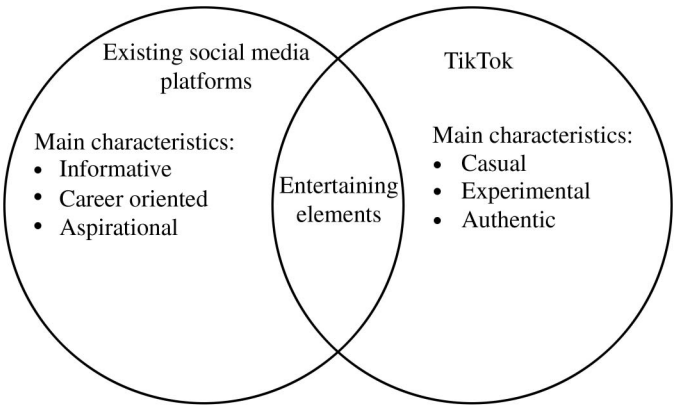 Existing social media
platforms
Main characteristics:
• Informative
• Career oriented
• Aspirational
Entertaining
elements
TikTok
Main characteristics:
• Casual
• Experimental
• Authentic